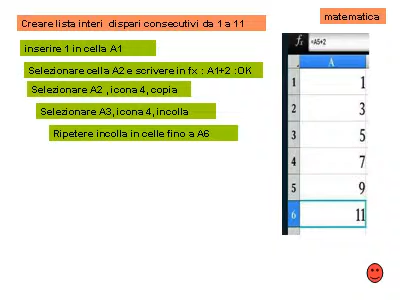 matematica
Creare lista interi dispari consecutivi da 1 a 11
inserire 1 in cella A1
Selezionare cella A2 e scrivere in fx : A1+2 :OK
Selezionare A2 , icona 4, copia
Selezionare A3, icona 4, incolla
Ripetere incolla in celle fino a A6
fx =A5+2
A
1 1
2 3
3 5
4 7
5 9
6 11